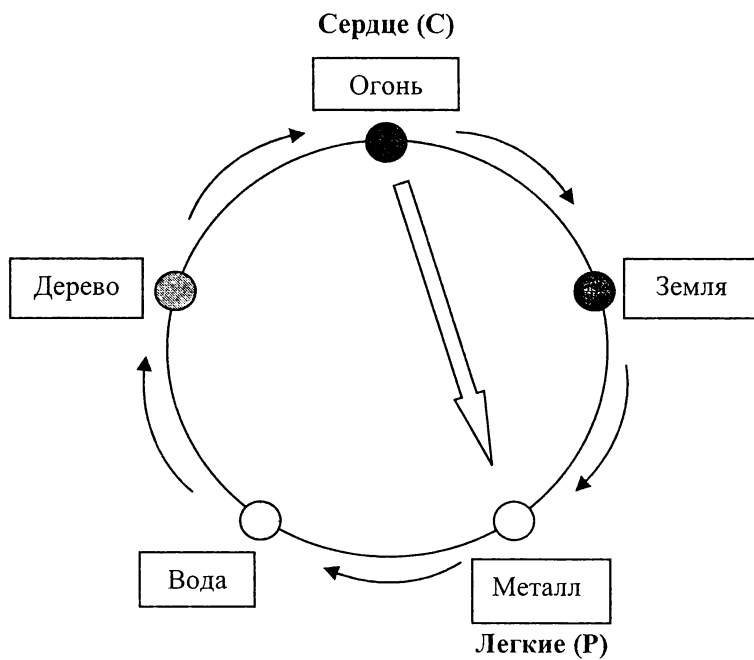 Сердце (С)
Огонь
Дерево
Земля
Вода
Металл
Легкие (Р)